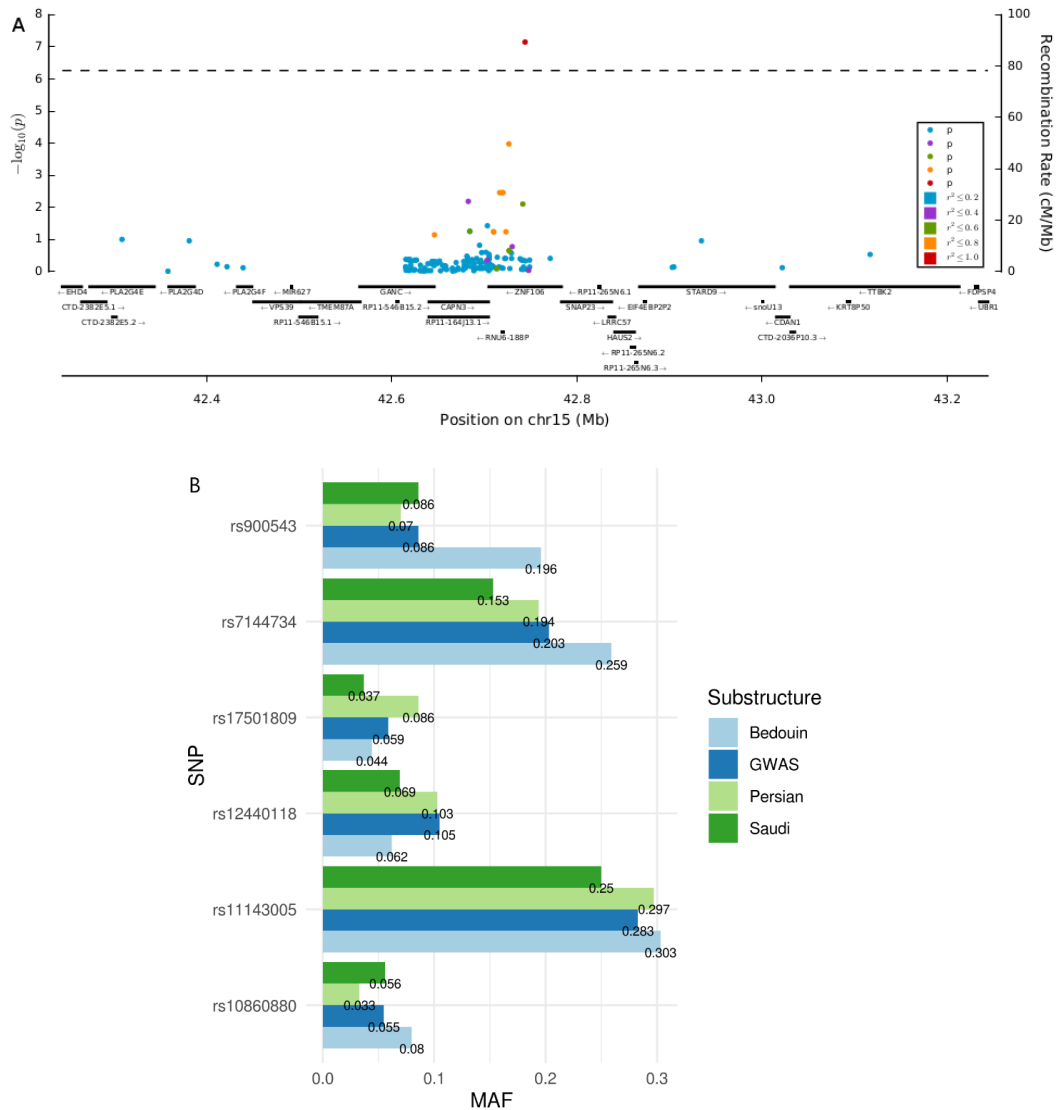 A
8
7
6
5
4
3
2
1
0
−log10(p)
100
80
60
40
20
0
Recombination Rate (cM/Mb)
p
p
p
p
p
r² ≤ 0.2
r² ≤ 0.4
r² ≤ 0.6
r² ≤ 0.8
r² ≤ 1.0
←EHD4 ←PLA2G4E ←PLA2G4D ←PLA2G4F ←MIR627 GANC→ ZNF106 ←RP11-265N6.1 STARD9→ ←TTBK2 FDPSP4
CTD-2382E5.1→ VPS39 ←TMEM87A RP11-546B15.2→ CAPN3→ SNAP23→ ←EIF4EBP2P2 ←snoU13 ←KRTBP50 ←UBR1
←CTD-2382E5.2→ RP11-546B15.1→ RP11-164J13.1→ ←LRRC57 ←CDAN1
←RNU6-188P HAUS2→ CTD-2036P10.3→
←RP11-265N6.2
RP11-265N6.3→
42.4 42.6 42.8 43.0 43.2
Position on chr15 (Mb)
B
SNP
rs900543
0.086
0.07
0.086
0.196
rs7144734
0.153
0.194
0.203
0.259
rs17501809
0.037
0.086
0.059
0.044
rs12440118
0.069
0.103
0.105
0.062
rs11143005
0.25
0.297
0.283
0.303
rs10860880
0.056
0.033
0.055
0.08
0.0 0.1 0.2 0.3
MAF
Substructure
Bedouin
GWAS
Persian
Saudi